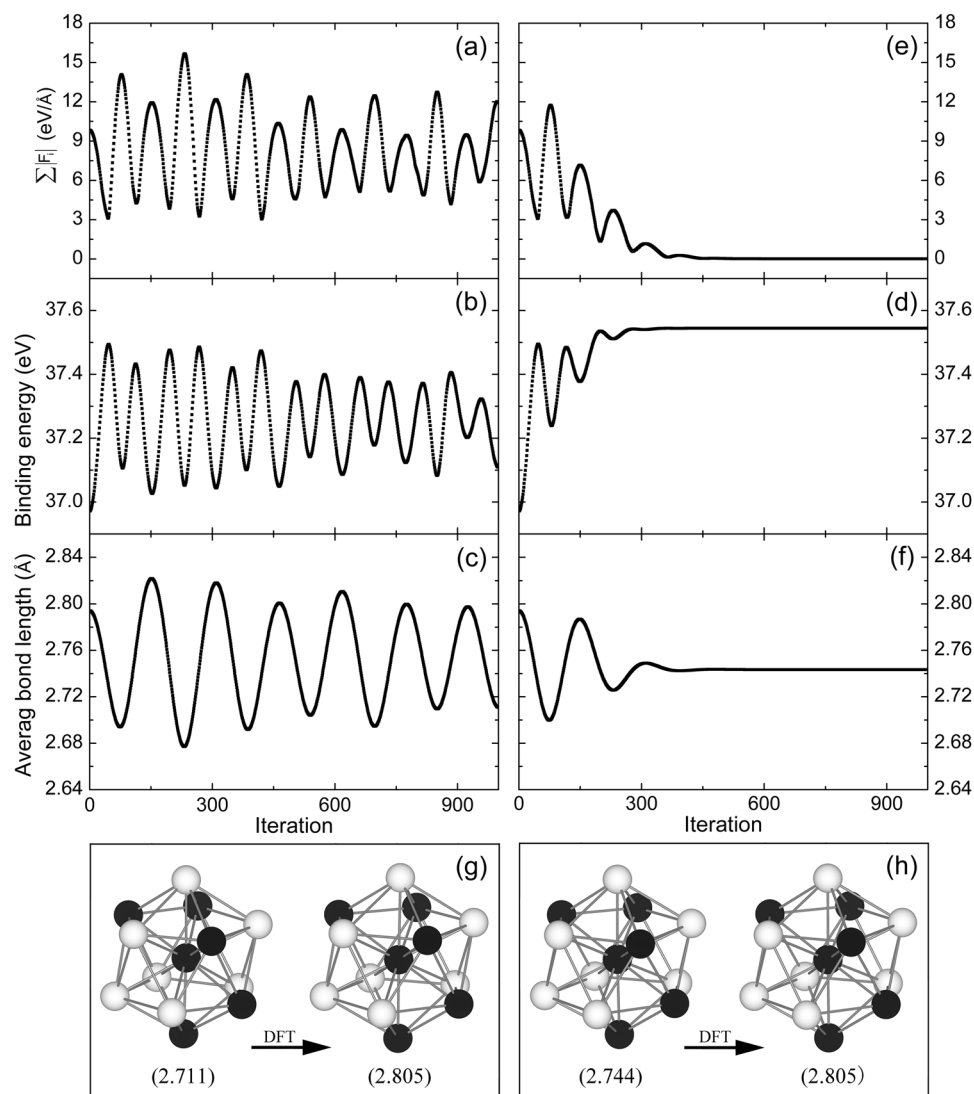 18
15
12
9
6
3
0
∑|Fi| (eV/Å)
(a)
(e)
18
15
12
9
6
3
0
37.6
37.4
37.2
37.0
Binding energy (eV)
(b)
(d)
37.6
37.4
37.2
37.0
2.84
2.80
2.76
2.72
2.68
2.64
Averag bond length (Å)
(c)
(f)
2.84
2.80
2.76
2.72
2.68
2.64
0 300 600 900
Iteration
0 300 600 900
Iteration
(g)
DFT
(2.711) (2.805)
(h)
DFT
(2.744) (2.805)